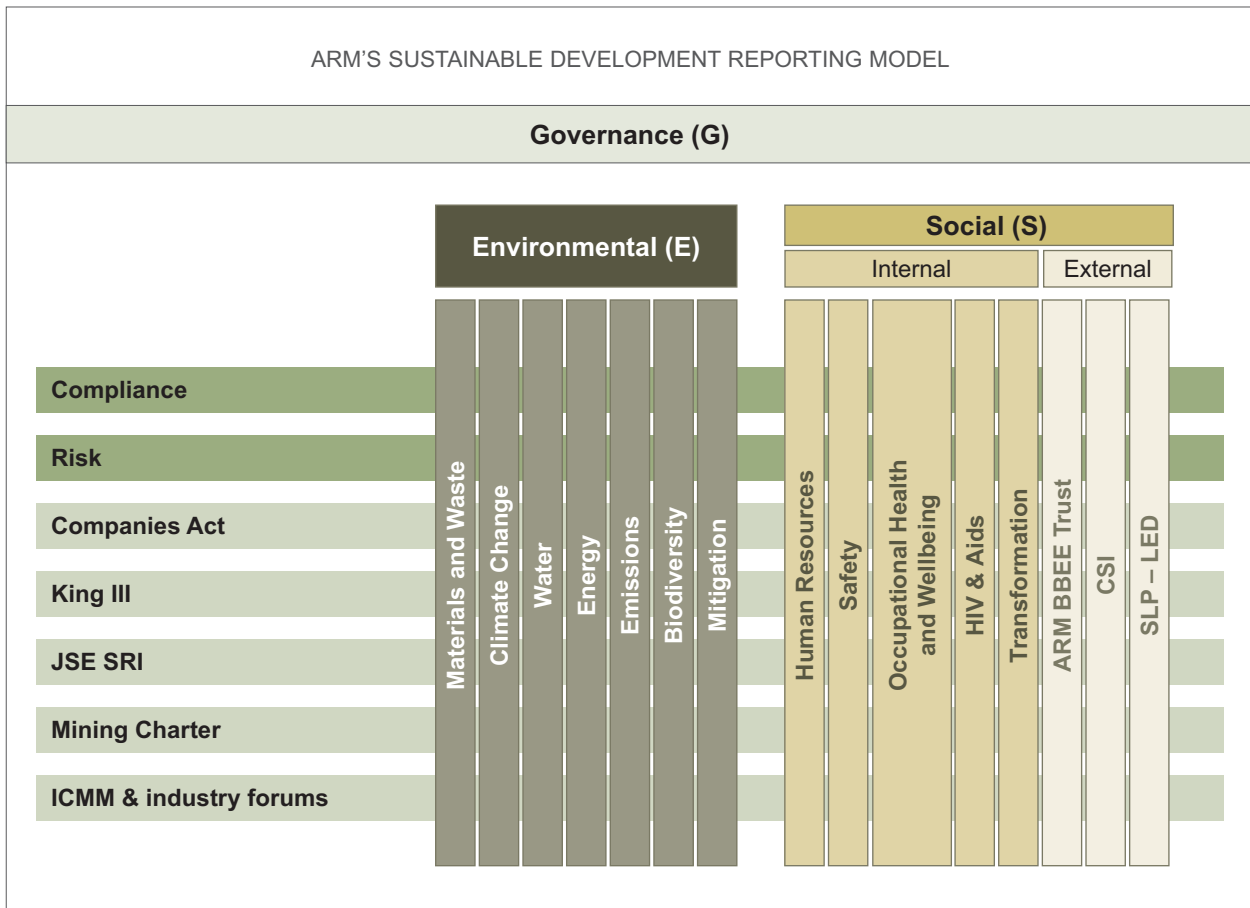 ARM'S SUSTAINABLE DEVELOPMENT REPORTING MODEL
Governance (G)
Environmental (E)
Social (S)
Internal
External
Compliance
Risk
Companies Act
King III
JSE SRI
Mining Charter
ICMM & industry forums
Materials and Waste
Climate Change
Water
Energy
Emissions
Biodiversity
Mitigation
Human Resources
Safety
Occupational Health
and Wellbeing
HIV & Aids
Transformation
ARM BBEE Trust
CSI
SLP – LED